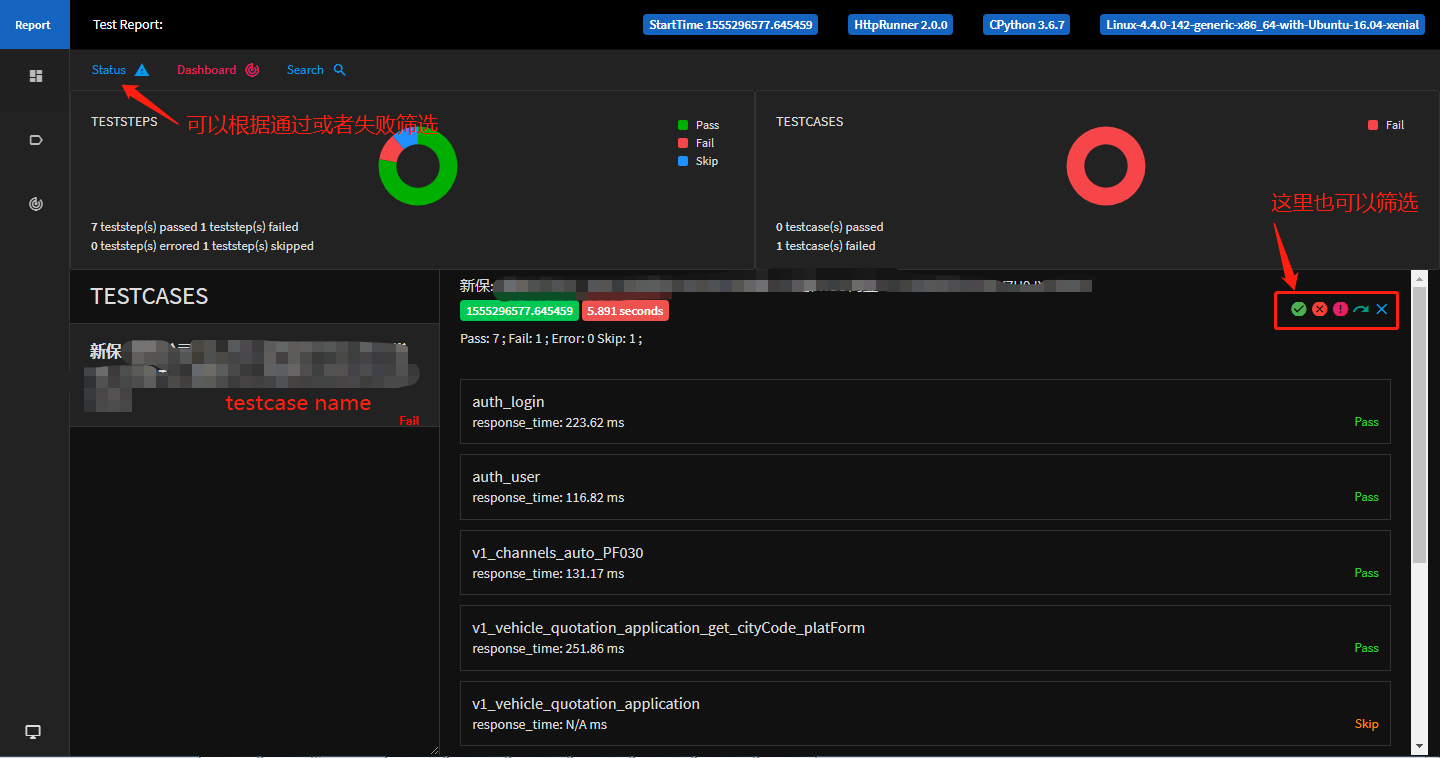 Report
Test Report:
StartTime 1555296577.645459
HttpRunner 2.0.0
CPython 3.6.7
Linux-4.4.0-142-generic-x86_64-with-Ubuntu-16.04-xenial
Status
Dashboard
Search
可以根据通过或者失败筛选
TESTSTEPS
Pass
Fail
Skip
7 teststep(s) passed 1 teststep(s) failed
0 teststep(s) errored 1 teststep(s) skipped
TESTCASES
Fail
这里也可以筛选
0 testcase(s) passed
1 testcase(s) failed
TESTCASES
新保
testcase name
Fail
新保:
1555296577.645459
5.891 seconds
Pass: 7 ; Fail: 1 ; Error: 0 Skip: 1 ;
auth_login
response_time: 223.62 ms
Pass
auth_user
response_time: 116.82 ms
Pass
v1_channels_auto_PF030
response_time: 131.17 ms
Pass
v1_vehicle_quotation_application_get_cityCode_platForm
response_time: 251.86 ms
Pass
v1_vehicle_quotation_application
response_time: N/A ms
Skip